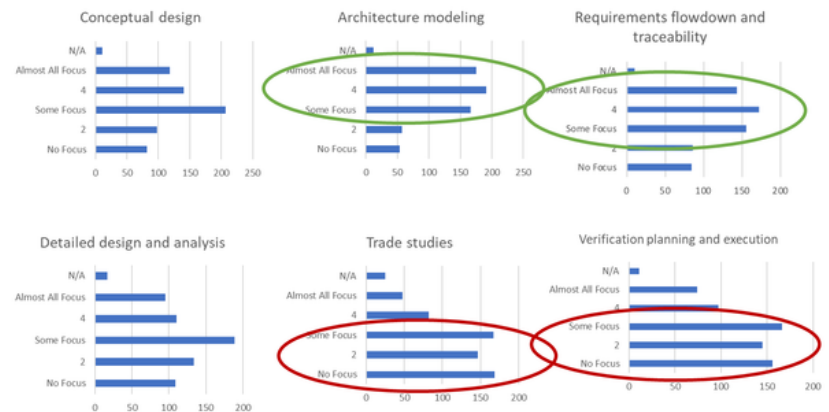 Conceptual design
N/A
Almost All Focus
4
Some Focus
2
No Focus
0 50 100 150 200 250
Architecture modeling
N/A
Almost All Focus
4
Some Focus
2
No Focus
0 50 100 150 200 250
Requirements flowdown and
traceability
N/A
Almost All Focus
4
Some Focus
2
No Focus
0 50 100 150 200
Detailed design and analysis
N/A
Almost All Focus
4
Some Focus
2
No Focus
0 50 100 150 200
Trade studies
N/A
Almost All Focus
4
Some Focus
2
No Focus
0 50 100 150 200
Verification planning and execution
N/A
Almost All Focus
4
Some Focus
2
No Focus
0 50 100 150 200